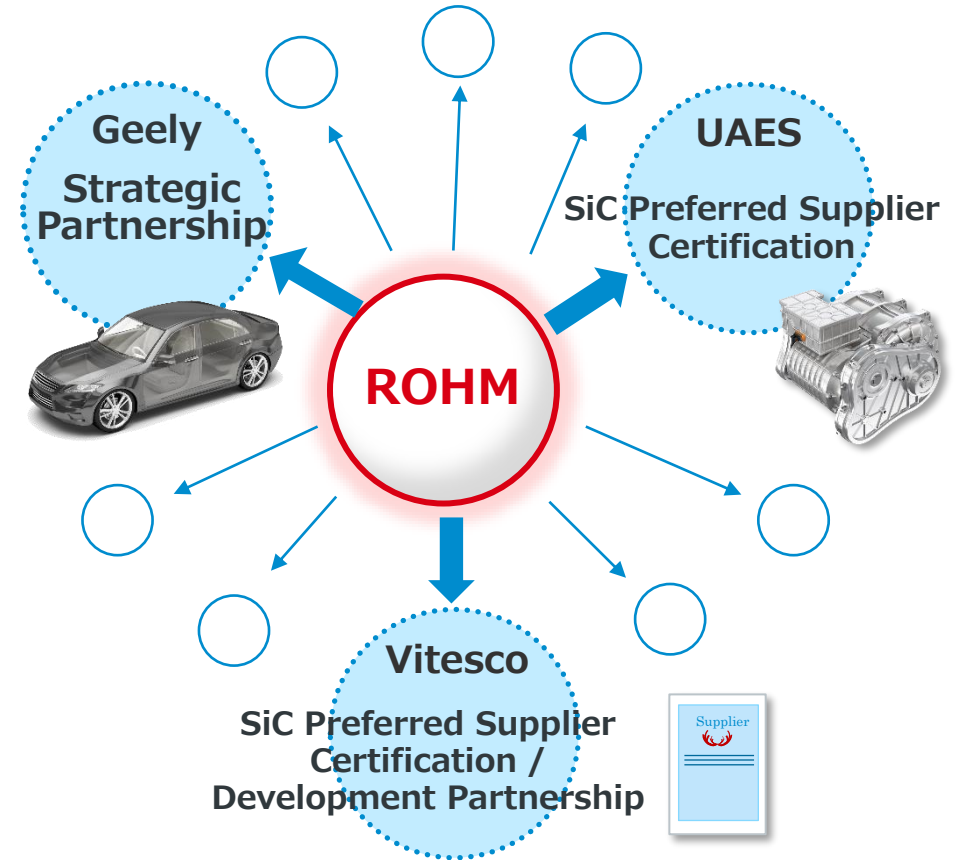 Geely
Strategic
Partnership
UAES
SiC Preferred Supplier
Certification
ROHM
Vitesco
SiC Preferred Supplier
Certification /
Development Partnership
Supplier